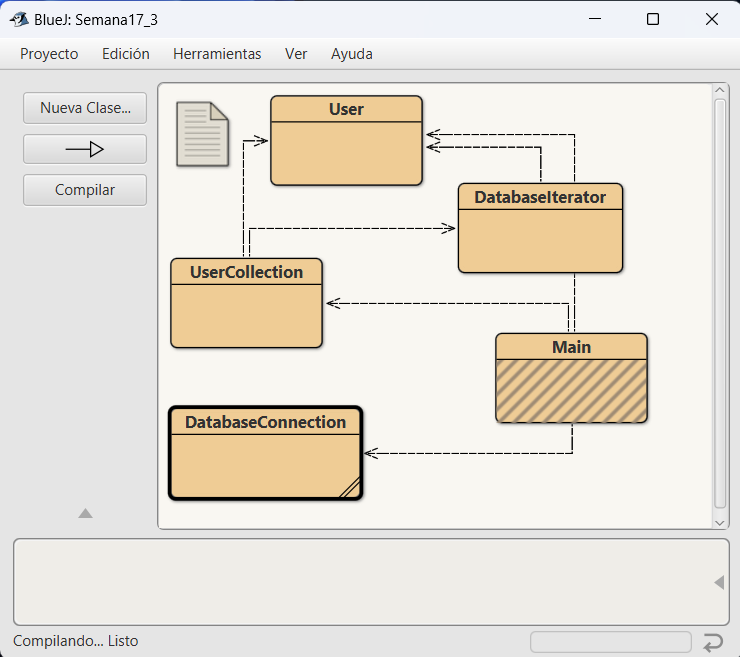 BlueJ: Semana17_3
Proyecto Edición Herramientas Ver Ayuda
Nueva Clase...
Compilar
User
DatabaseIterator
UserCollection
Main
DatabaseConnection
Compilando... Listo